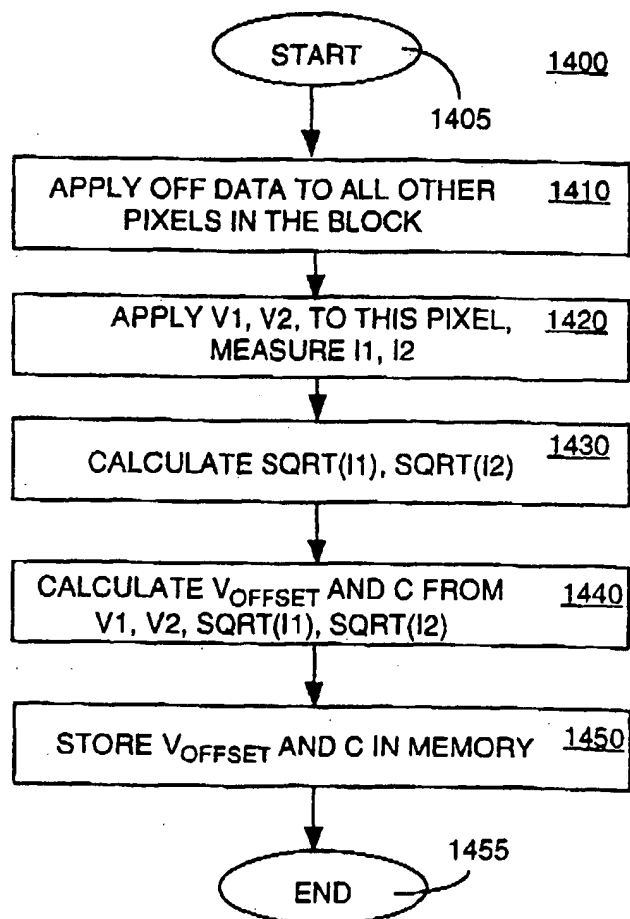 START
1400
1405
APPLY OFF DATA TO ALL OTHER
PIXELS IN THE BLOCK
1410
APPLY V1, V2, TO THIS PIXEL,
MEASURE I1, I2
1420
1430
CALCULATE SQRT(I1), SQRT(I2)
CALCULATE VOFFSET AND C FROM
V1, V2, SQRT(I1), SQRT(I2)
1440
STORE VOFFSET AND C IN MEMORY
1450
1455
END